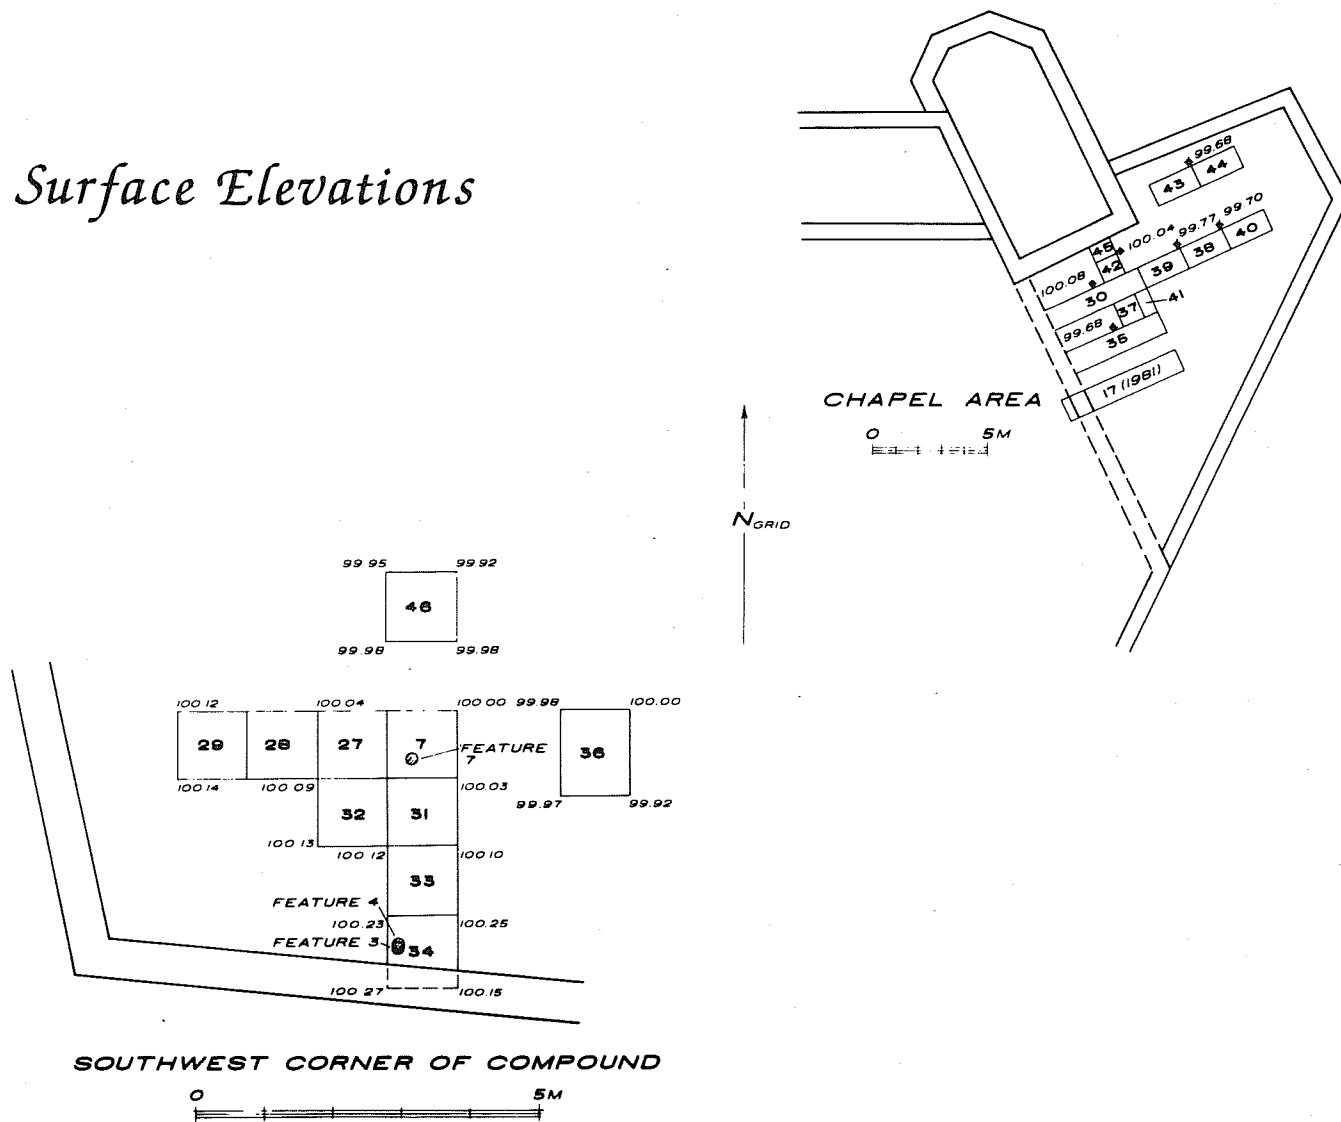 Surface Elevations
99.68
43 44
99.70
99.77
100.04
45
42
39 38 40
100.08
30
37 41
99.68
35
17 (1981)
CHAPEL AREA
0 5M
N GRID
99 95 99 92
46
99.98 99.98
100 12 100 04 100 00 99.98 100.00
29 28 27 7 36
FEATURE
7
100 14 100 09 100.03 99.97 99.92
32 31
100 13 100 12 100 10
33
FEATURE 4
100.23 100.25
FEATURE 3 34
100 27 100.15
SOUTHWEST CORNER OF COMPOUND
0 5M